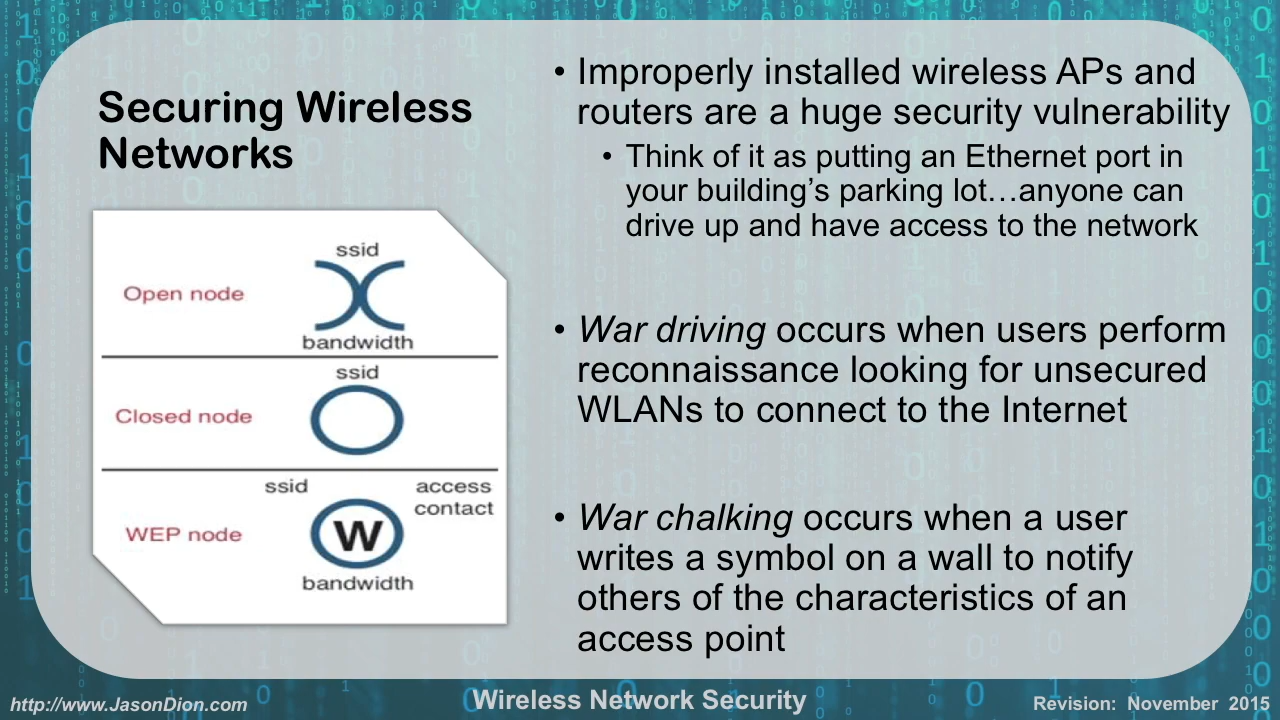 Securing Wireless
Networks
ssid
Open node
bandwidth
ssid
Closed node
ssid
access
contact
WEP node
W
bandwidth
• Improperly installed wireless APs and
routers are a huge security vulnerability
• Think of it as putting an Ethernet port in
your building’s parking lot…anyone can
drive up and have access to the network
• War driving occurs when users perform
reconnaissance looking for unsecured
WLANs to connect to the Internet
• War chalking occurs when a user
writes a symbol on a wall to notify
others of the characteristics of an
access point
http://www.JasonDion.com
Wireless Network Security
Revision: November 2015